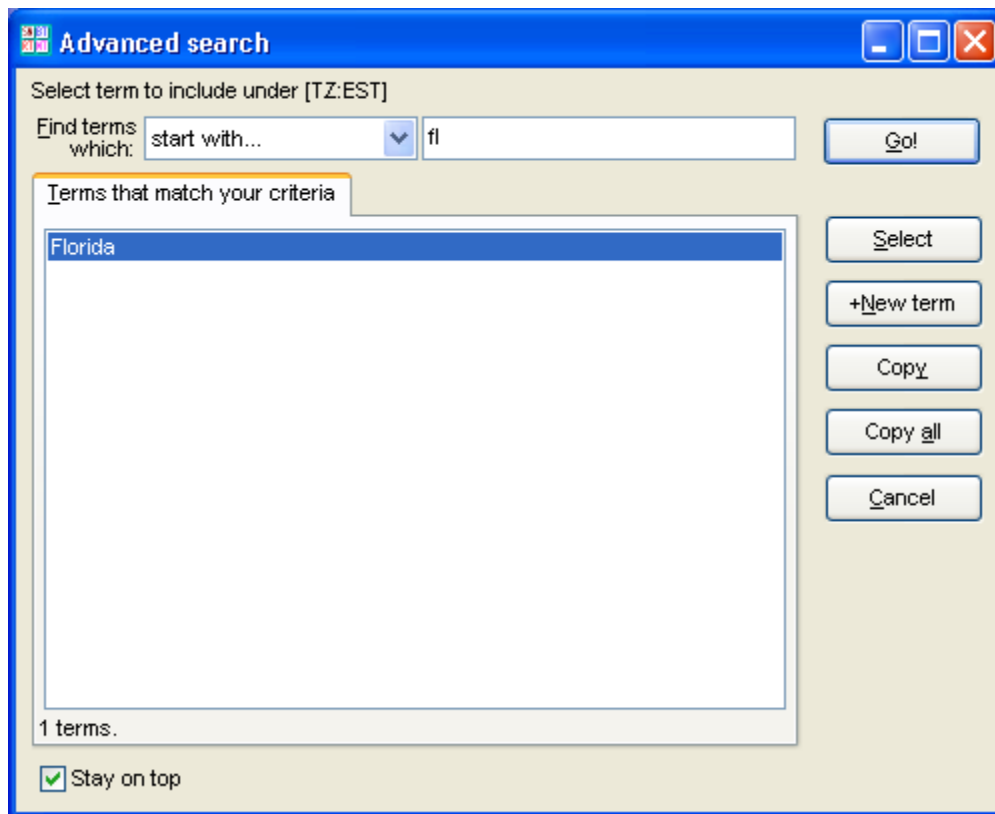 Advanced search
Select term to include under [TZ:EST]
Find terms which:
start with...
fl
Go!
Terms that match your criteria
Florida
Select
+New term
Copy
Copy all
Cancel
1 terms.
Stay on top